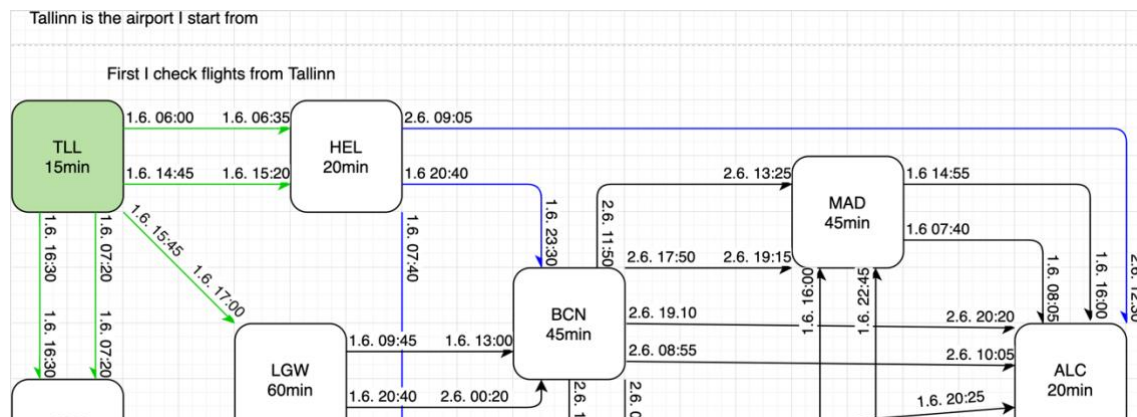 Tallinn is the airport I start from
First I check flights from Tallinn
TLL
15min
1.6. 06:00
1.6. 06:35
HEL
20min
2.6. 09:05
1.6. 14:45
1.6. 15:20
1.6 20:40
2.6. 13:25
MAD
45min
1.6 14:55
1.6 07:40
1.6. 16:30
1.6. 07:20
1.6. 15:45
1.6. 17:00
1.6. 07:40
1.6. 23:30
2.6. 11:50
2.6. 17:50
2.6. 19:15
1.6. 16:00
1.6. 22:45
1.6. 08:05
1.6. 16:00
1.6. 16:30
1.6. 07:20
BCN
45min
2.6. 19.10
2.6. 20:20
LGW
60min
1.6. 09:45
1.6. 13:00
2.6. 08:55
2.6. 10:05
ALC
20min
1.6. 20:40
2.6. 00:20
1.6. 20:25